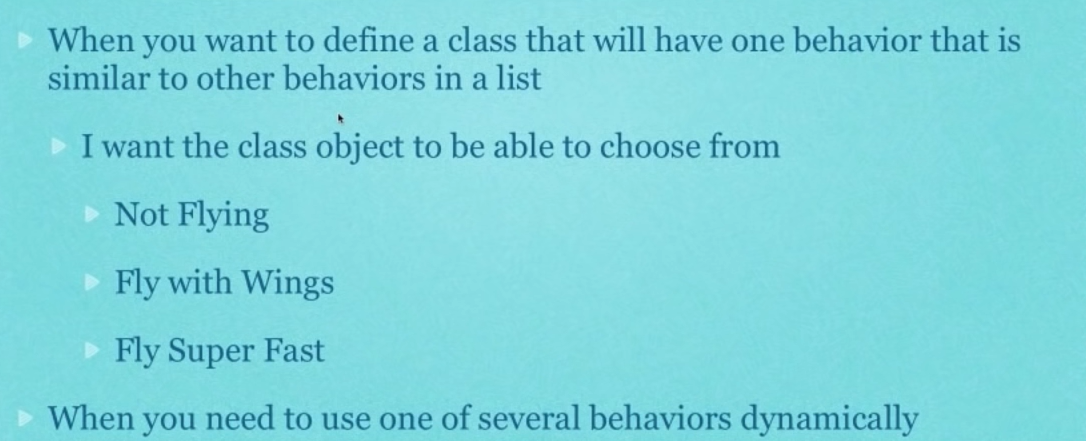 When you want to define a class that will have one behavior that is
similar to other behaviors in a list
I want the class object to be able to choose from
Not Flying
Fly with Wings
Fly Super Fast
When you need to use one of several behaviors dynamically